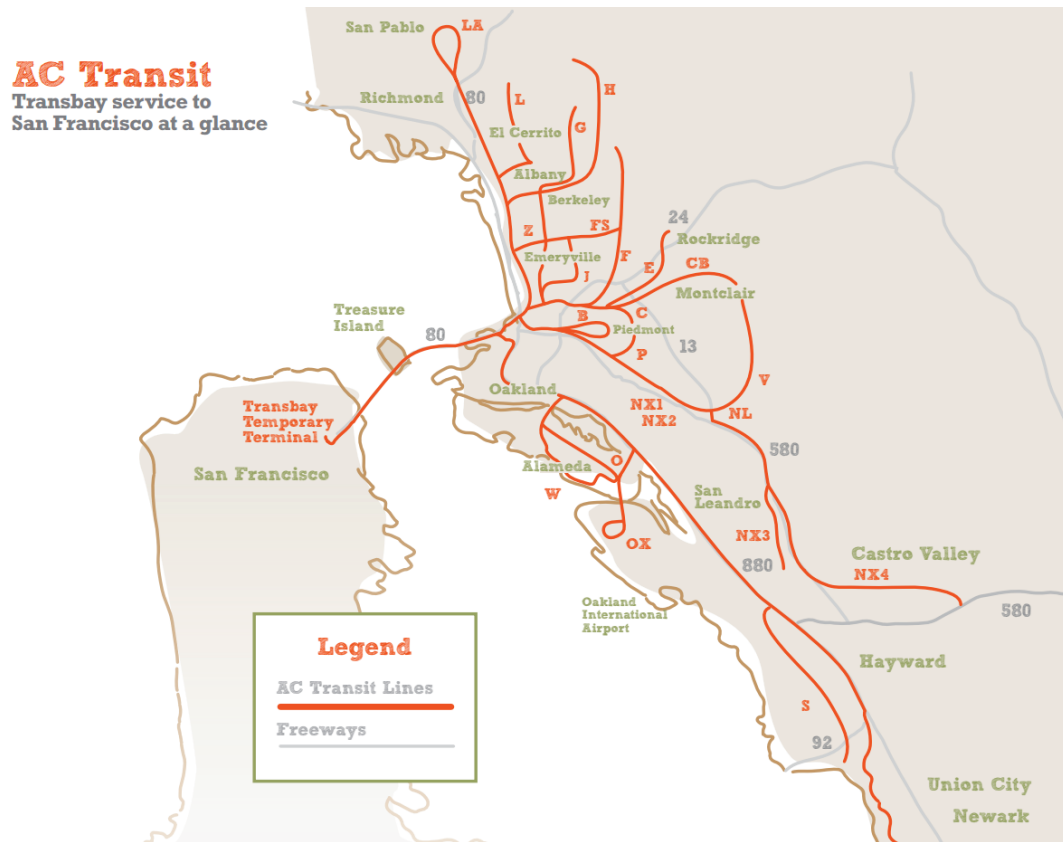 AC Transit
Transbay service to
San Francisco at a glance
San Pablo
LA
Richmond
80
L
H
G
El Cerrito
Albany
Berkeley
Z
FS
24
Rockridge
Emeryville
F
E
CB
J
Montclair
Treasure
Island
80
B
C
Piedmont
13
P
V
Oakland
NX1
NX2
NL
Transbay
Temporary
Terminal
580
San Francisco
Alameda
O
W
San
Leandro
OX
NX3
880
Castro Valley
NX4
580
Oakland
International
Airport
Hayward
S
92
Union City
Newark
Legend
AC Transit Lines
Freeways